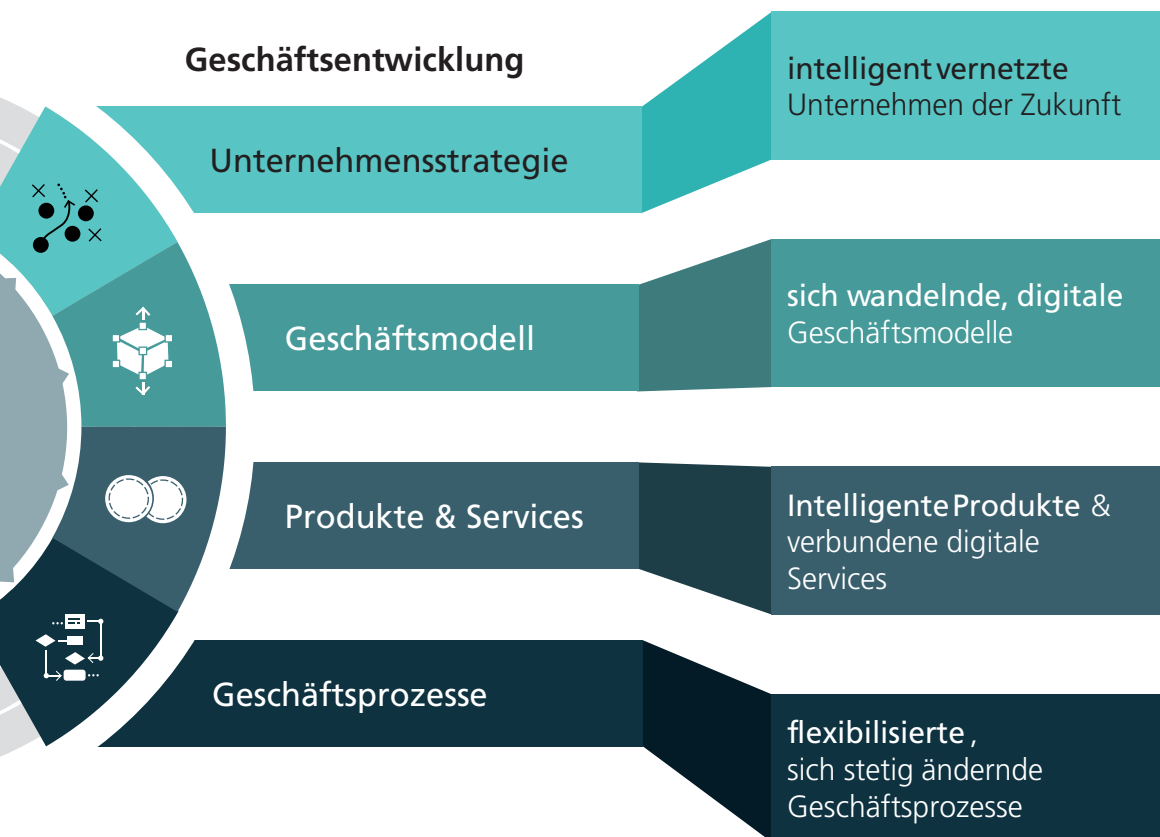 Geschäftsentwicklung
Unternehmensstrategie
intelligent vernetzte
Unternehmen der Zukunft
Geschäftsmodell
sich wandelnde, digitale
Geschäftsmodelle
Produkte & Services
Intelligente Produkte &
verbundene digitale
Services
Geschäftsprozesse
flexibilisierte,
sich stetig ändernde
Geschäftsprozesse